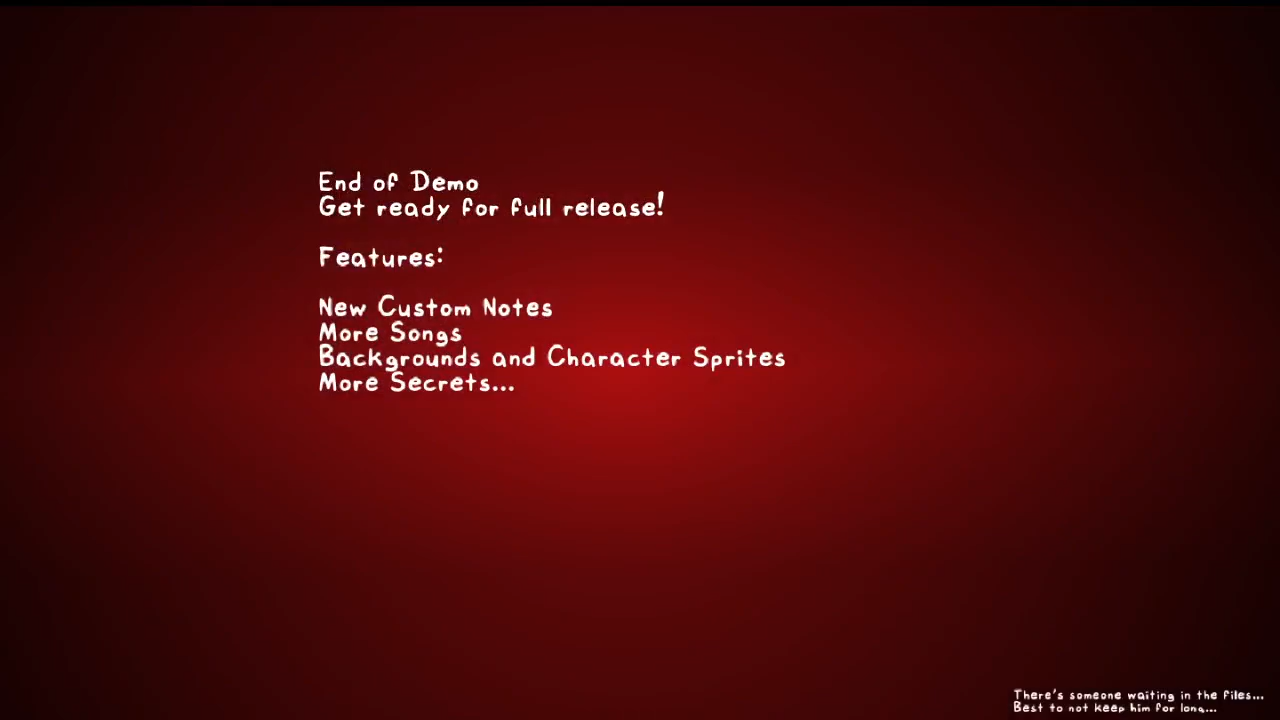 End of Demo
Get ready for full release!
Features:
New Custom Notes
More Songs
Backgrounds and Character Sprites
More Secrets...
There's someone waiting in the files...
Best to not keep him for long...